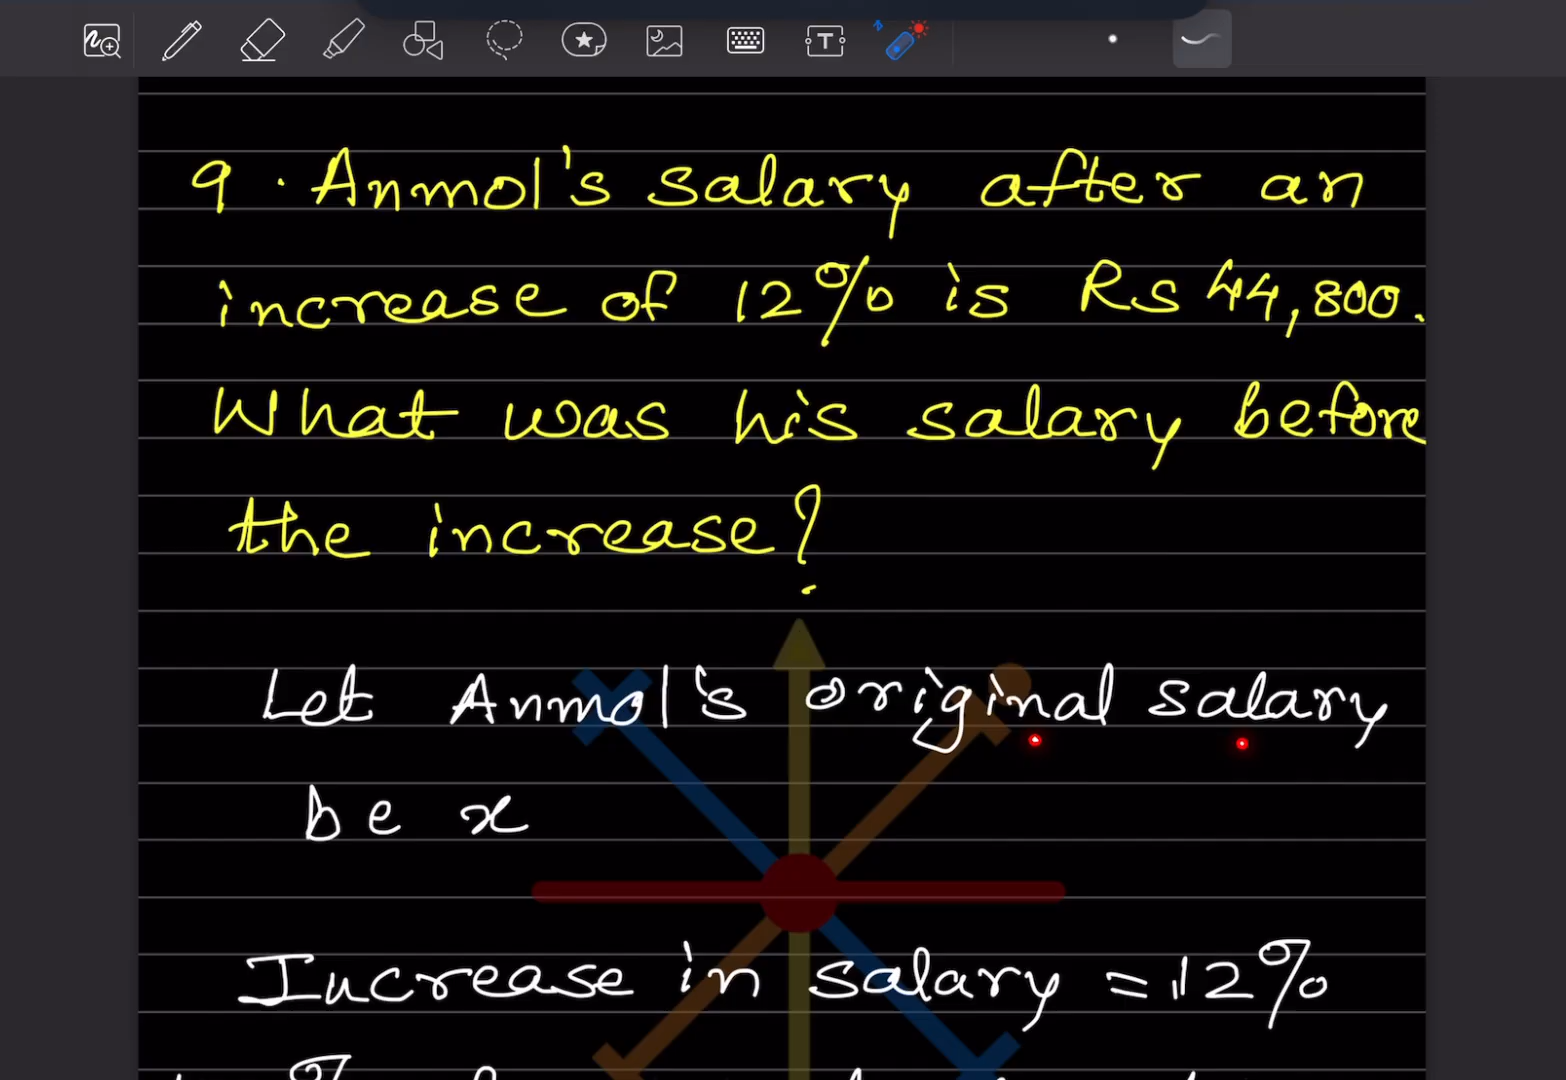 9. Anmol's salary after an
increase of 12% is Rs 44,800.
What was his salary before
the increase?
Let Anmol's original salary
be x
Increase in salary = 12%